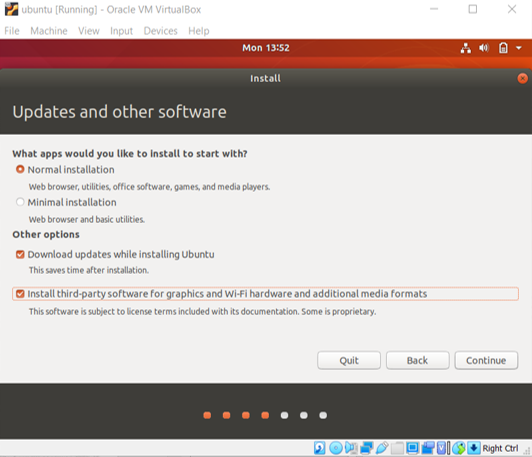 ubuntu [Running] - Oracle VM VirtualBox
File Machine View Input Devices Help
Mon 13:52
Install
Updates and other software
What apps would you like to install to start with?
Normal installation
Web browser, utilities, office software, games, and media players.
Minimal installation
Web browser and basic utilities.
Other options
Download updates while installing Ubuntu
This saves time after installation.
Install third-party software for graphics and Wi-Fi hardware and additional media formats
This software is subject to license terms included with its documentation. Some is proprietary.
Quit Back Continue
Right Ctrl